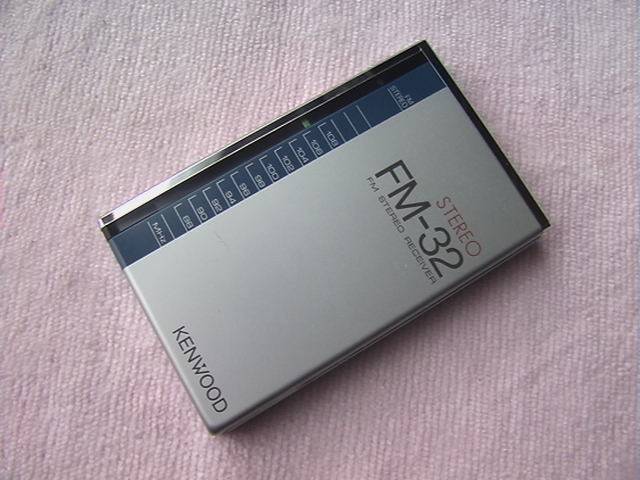 FM
STEREO
MHz 88 90 92 94 96 98 100 102 104 106 108
STEREO
FM-32
FM STEREO RECEIVER
KENWOOD